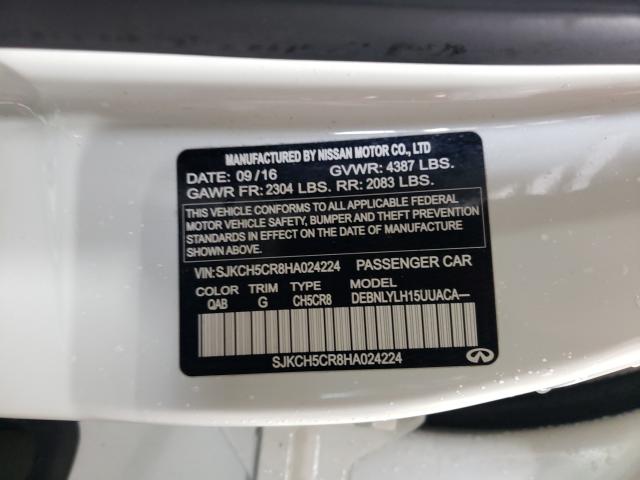 MANUFACTURED BY NISSAN MOTOR CO., LTD
DATE: 09/16 GVWR: 4387 LBS.
GAWR FR: 2304 LBS. RR: 2083 LBS.
THIS VEHICLE CONFORMS TO ALL APPLICABLE FEDERAL
MOTOR VEHICLE SAFETY, BUMPER AND THEFT PREVENTION
STANDARDS IN EFFECT ON THE DATE OF MANUFACTURE
SHOWN ABOVE.
VIN:SJKCH5CR8HA024224 PASSENGER CAR
COLOR TRIM TYPE MODEL
QAB G CH5CR8 DEBNLYLH15UUACA—
SJKCH5CR8HA024224